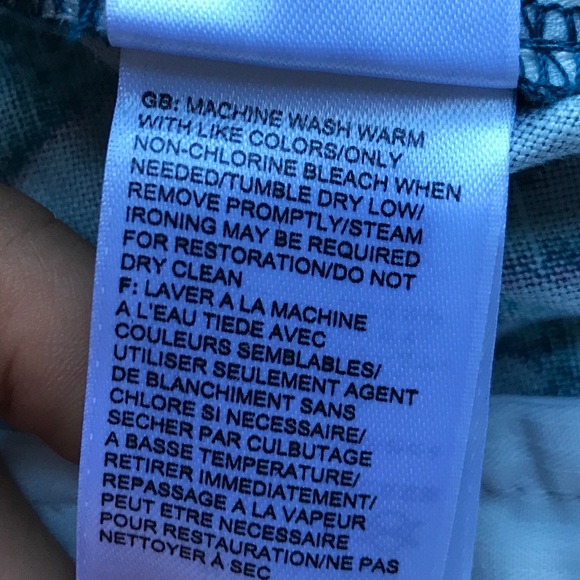 GB: MACHINE WASH WARM
WITH LIKE COLORS/ONLY
NON-CHLORINE BLEACH WHEN
NEEDED/TUMBLE DRY LOW/
REMOVE PROMPTLY/STEAM
IRONING MAY BE REQUIRED
FOR RESTORATION/DO NOT
DRY CLEAN
F: LAVER A LA MACHINE
A L'EAU TIEDE AVEC
COULEURS SEMBLABLES/
UTILISER SEULEMENT AGENT
DE BLANCHIMENT SANS
CHLORE SI NECESSAIRE/
SECHER PAR CULBUTAGE
A BASSE TEMPERATURE/
RETIRER IMMEDIATEMENT/
REPASSAGE A LA VAPEUR
PEUT ETRE NECESSAIRE
POUR RESTAURATION/NE PAS
NETTOYER À SEC